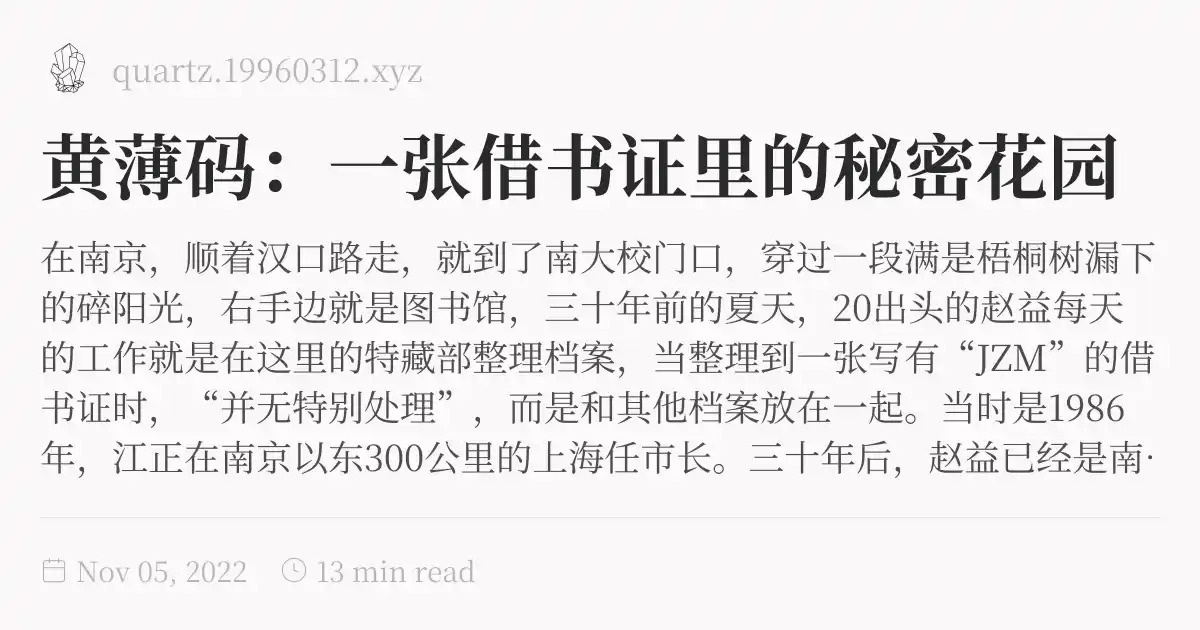 quartz.19960312.xyz
黄薄码：一张借书证里的秘密花园
在南京，顺着汉口路走，就到了南大校门口，穿过一段满是梧桐树漏下
的碎阳光，右手边就是图书馆，三十年前的夏天，20出头的赵益每天
的工作就是在这里的特藏部整理档案，当整理到一张写有“JZM”的借
书证时，“并无特别处理”，而是和其他档案放在一起。当时是1986
年，江正在南京以东300公里的上海任市长。三十年后，赵益已经是南·
Nov 05, 2022
13 min read